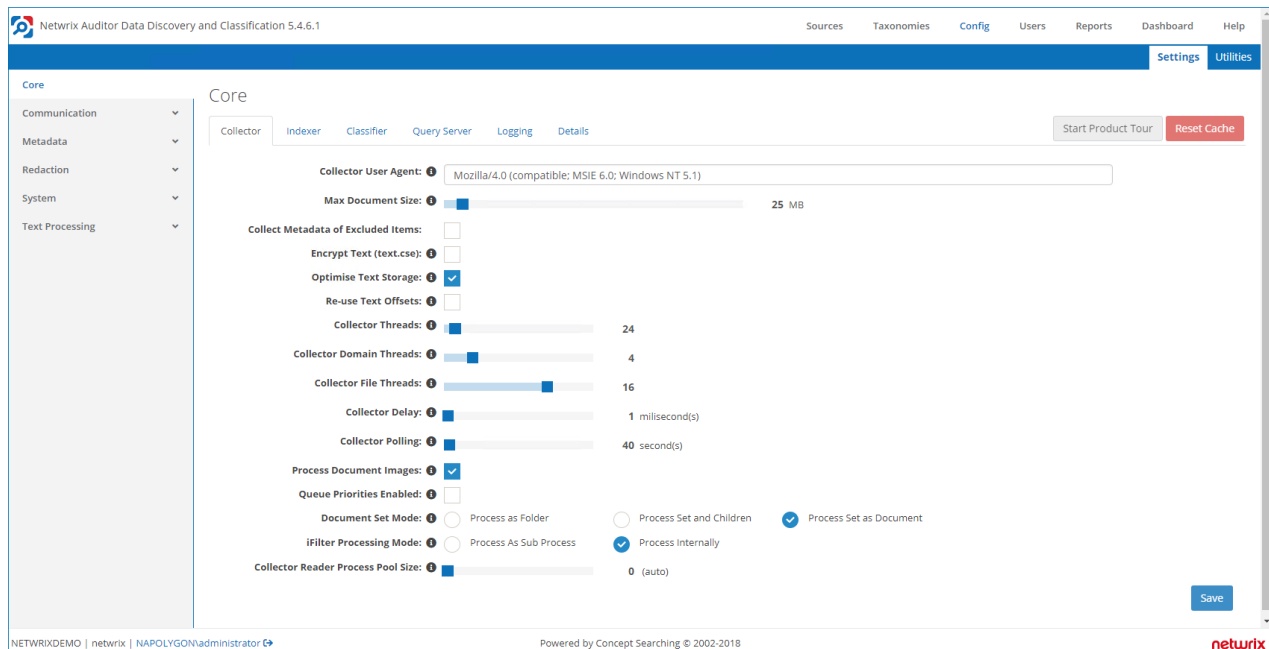 Netwrix Auditor Data Discovery and Classification 5.4.6.1
Sources Taxonomies Config Users Reports Dashboard Help
Settings Utilities
Core
Communication
Metadata
Redaction
System
Text Processing
Core
Collector Indexer Classifier Query Server Logging Details
Start Product Tour Reset Cache
Collector User Agent: Mozilla/4.0 (compatible; MSIE 6.0; Windows NT 5.1)
Max Document Size: 25 MB
Collect Metadata of Excluded Items:
Encrypt Text (text.cse):
Optimise Text Storage:
Re-use Text Offsets:
Collector Threads: 24
Collector Domain Threads: 4
Collector File Threads: 16
Collector Delay: 1 milisecond(s)
Collector Polling: 40 second(s)
Process Document Images:
Queue Priorities Enabled:
Document Set Mode: Process as Folder Process Set and Children Process Set as Document
iFilter Processing Mode: Process As Sub Process Process Internally
Collector Reader Process Pool Size: 0 (auto)
Save
NETWRIXDEMO | netwrix | NAPOLYGON\administrator
Powered by Concept Searching © 2002-2018
netwrix